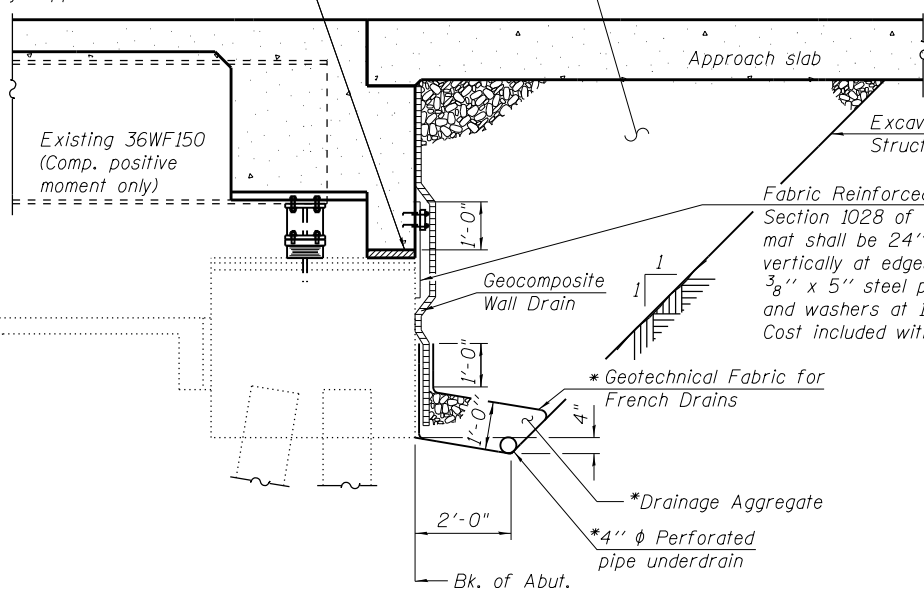 Approach slab
Existing 36WF150
(Comp. positive
moment only)
Excav
Struct
Fabric Reinforced
Section 1028 of
mat shall be 24''
vertically at edge
3/8'' x 5'' steel p
and washers at 1
Cost included with
1'-0"
1
1
Geocomposite
Wall Drain
1'-0"
* Geotechnical Fabric for
French Drains
1'-0"
4"
*Drainage Aggregate
2'-0"
*4'' ϕ Perforated
pipe underdrain
Bk. of Abut.